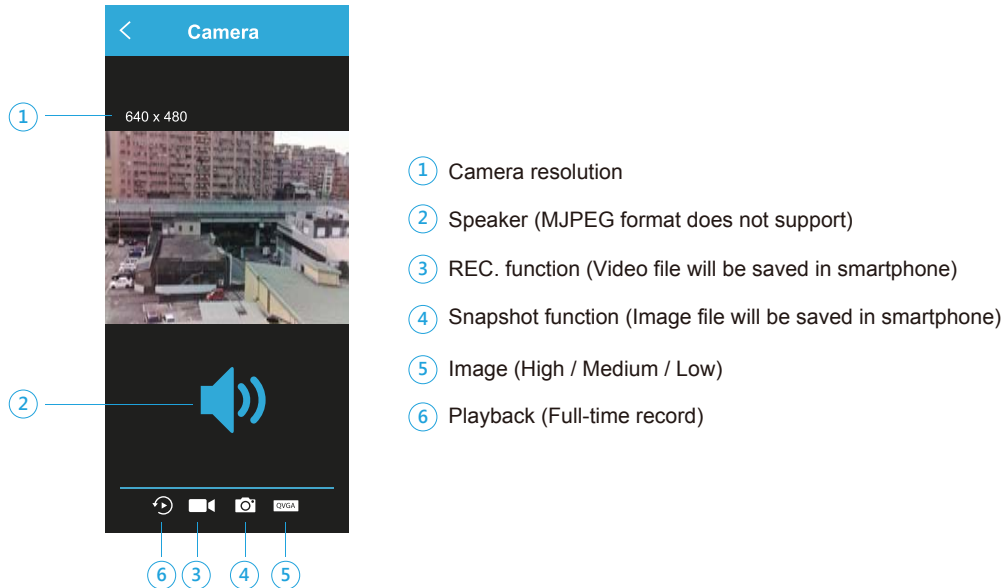 Camera
1
640 x 480
1 Camera resolution
2 Speaker (MJPEG format does not support)
3 REC. function (Video file will be saved in smartphone)
4 Snapshot function (Image file will be saved in smartphone)
5 Image (High / Medium / Low)
6 Playback (Full-time record)
2
QVGA
6 3 4 5